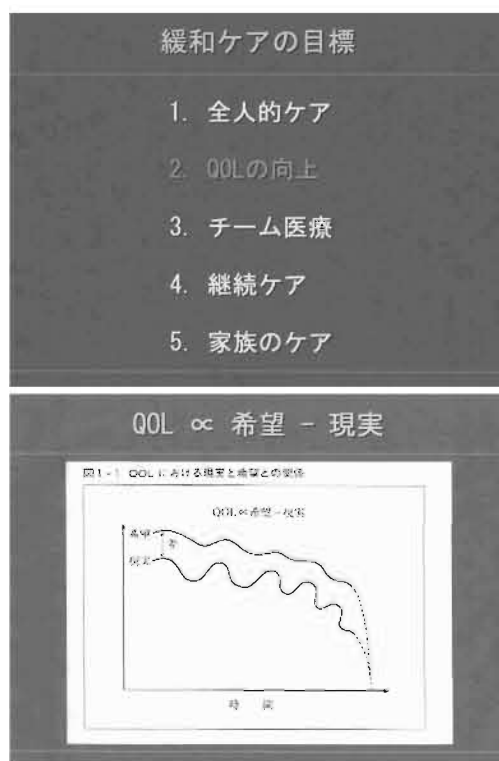 緩和ケアの目標
1. 全人的ケア
2. QOLの向上
3. チーム医療
4. 継続ケア
5. 家族のケア
QOL ∝ 希望 - 現実
図1-1 QOLにおける現実と希望との関係
QOL∝希望-現実
希望
差
現実
時 間